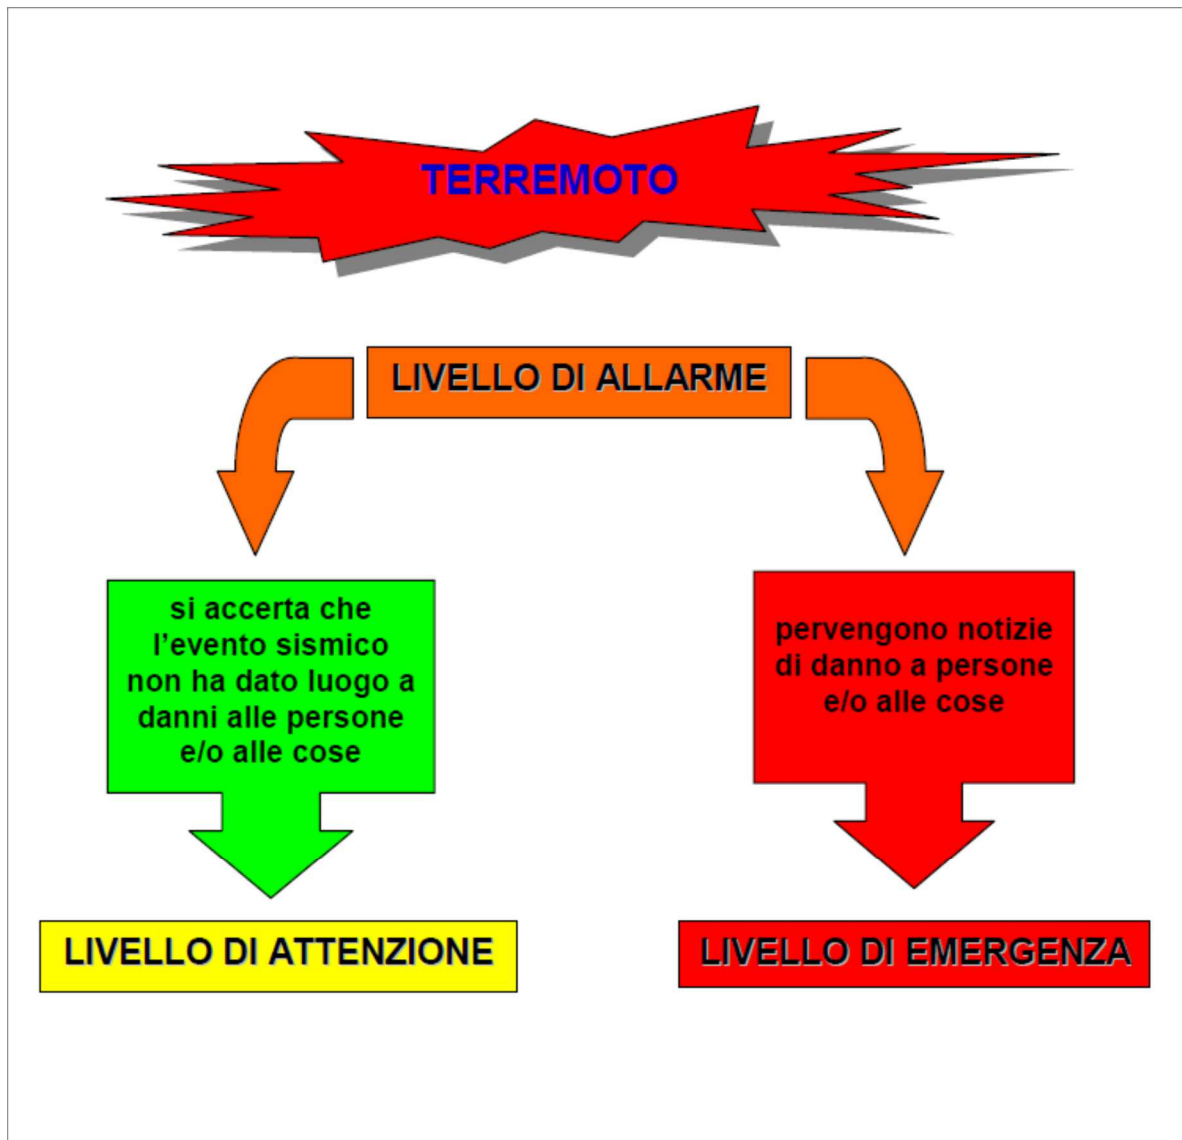 TERREMOTO
LIVELLO DI ALLARME
si accerta che
l’evento sismico
non ha dato luogo a
danni alle persone
e/o alle cose
pervengono notizie
di danno a persone
e/o alle cose
LIVELLO DI ATTENZIONE
LIVELLO DI EMERGENZA